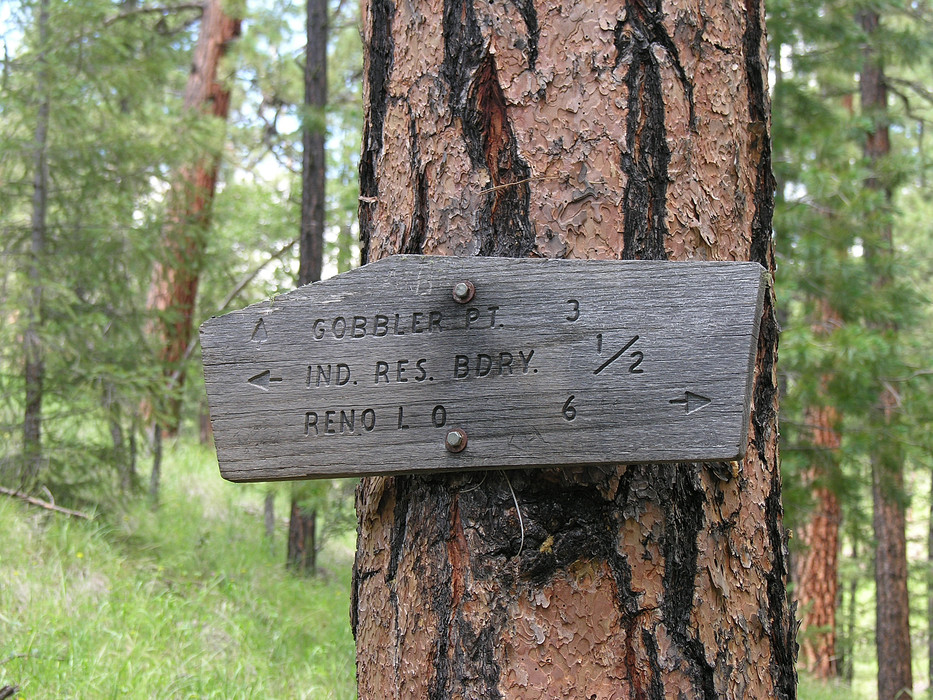 GOBBLER PT. 3
IND. RES. BDRY. 1/2
RENO L O 6